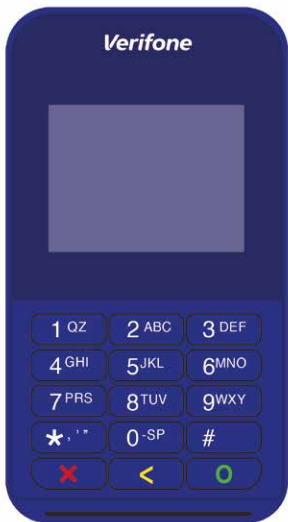 Verifone
1 QZ 2 ABC 3 DEF
4 GHI 5 JKL 6 MNO
7 PRS 8 TUV 9 WXY
*,'" 0-SP #
X < O